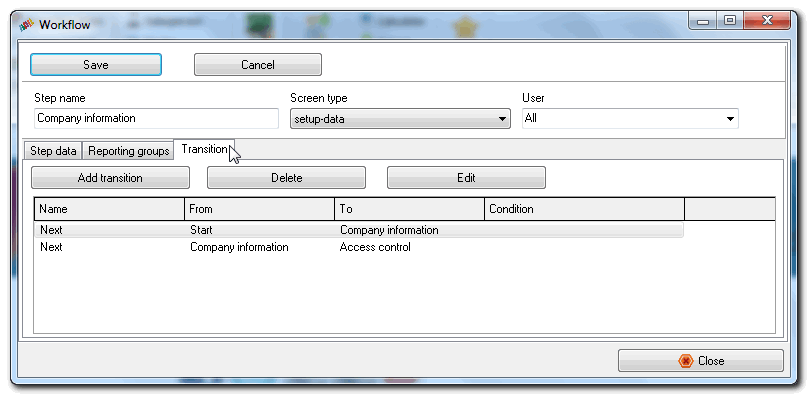 Workflow
Save Cancel
Step name Screen type User
Company information setup-data All
Step data Reporting groups Transition
Add transition Delete Edit
Name From To Condition
Next Start Company information
Next Company information Access control
Close